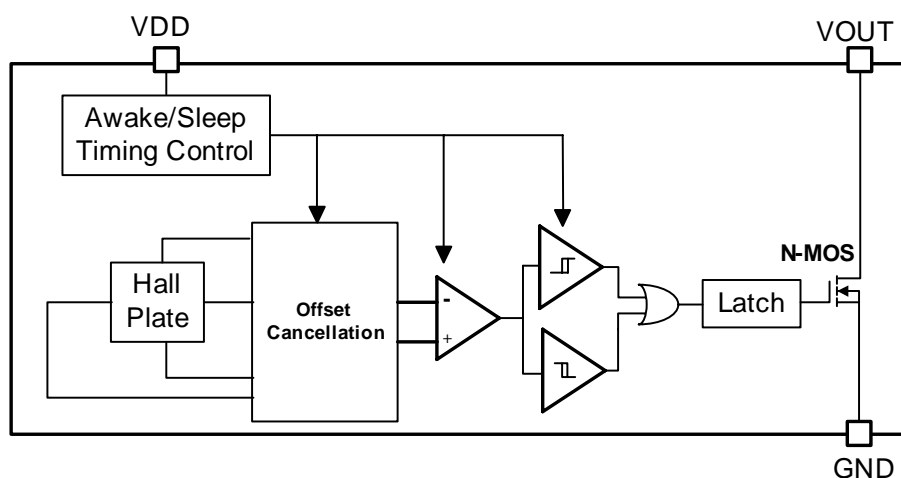 VDD
VOUT
Awake/Sleep
Timing Control
Hall
Plate
Offset
Cancellation
-
+
N-MOS
Latch
GND